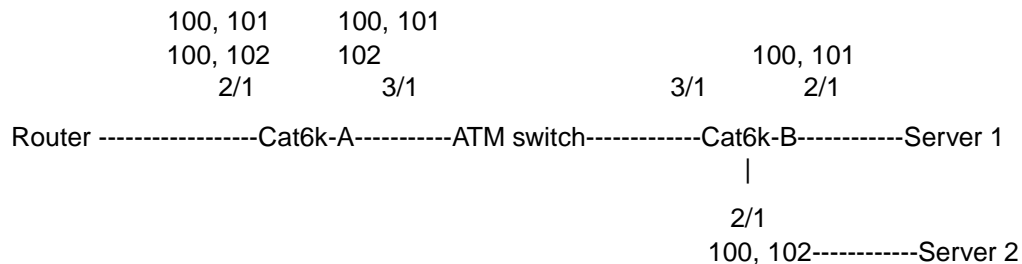 100, 101 100, 101
100, 102 102 100, 101
2/1 3/1 3/1 2/1
Router -------------------Cat6k-A-----------ATM switch-------------Cat6k-B------------Server 1
|
2/1
100, 102------------Server 2